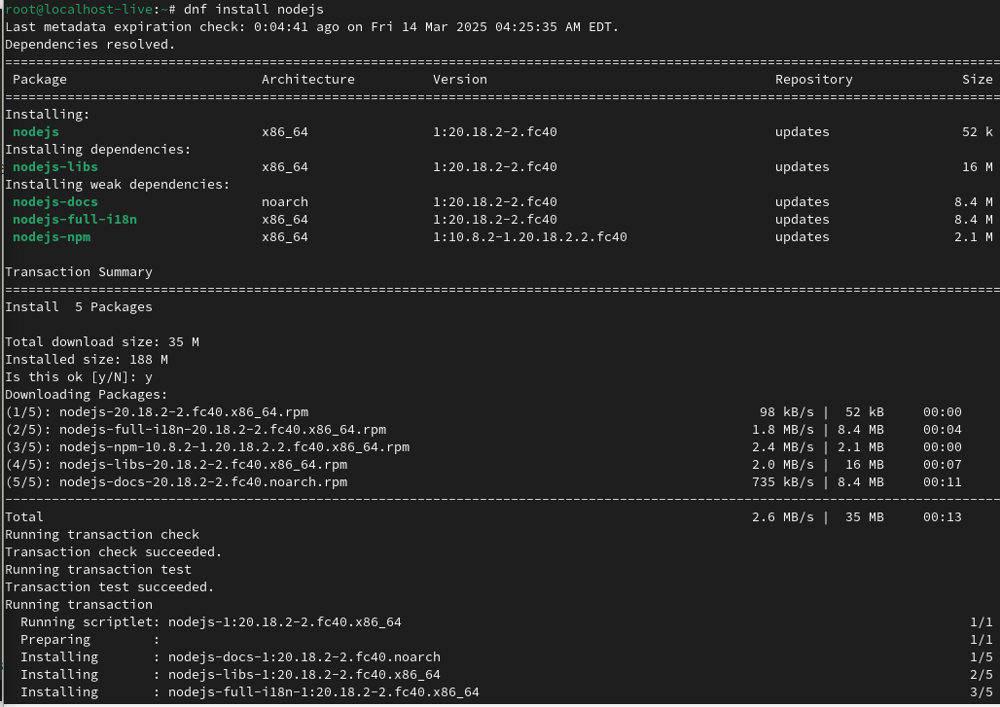 root@localhost-live:~# dnf install nodejs
Last metadata expiration check: 0:04:41 ago on Fri 14 Mar 2025 04:25:35 AM EDT.
Dependencies resolved.
================================================================================================================================
 Package                         Architecture          Version                                     Repository              Size
================================================================================================================================
Installing:
 nodejs                          x86_64                1:20.18.2-2.fc40                            updates                 52 k
Installing dependencies:
 nodejs-libs                     x86_64                1:20.18.2-2.fc40                            updates                 16 M
Installing weak dependencies:
 nodejs-docs                     noarch                1:20.18.2-2.fc40                            updates                8.4 M
 nodejs-full-i18n                x86_64                1:20.18.2-2.fc40                            updates                8.4 M
 nodejs-npm                      x86_64                1:10.8.2-1.20.18.2.2.fc40                   updates                2.1 M

Transaction Summary
================================================================================================================================
Install  5 Packages

Total download size: 35 M
Installed size: 188 M
Is this ok [y/N]: y
Downloading Packages:
(1/5): nodejs-20.18.2-2.fc40.x86_64.rpm                                                          98 kB/s |  52 kB     00:00
(2/5): nodejs-full-i18n-20.18.2-2.fc40.x86_64.rpm                                               1.8 MB/s | 8.4 MB     00:04
(3/5): nodejs-npm-10.8.2-1.20.18.2.2.fc40.x86_64.rpm                                            2.4 MB/s | 2.1 MB     00:00
(4/5): nodejs-libs-20.18.2-2.fc40.x86_64.rpm                                                    2.0 MB/s |  16 MB     00:07
(5/5): nodejs-docs-20.18.2-2.fc40.noarch.rpm                                                    735 kB/s | 8.4 MB     00:11
--------------------------------------------------------------------------------------------------------------------------------
Total                                                                                           2.6 MB/s |  35 MB     00:13
Running transaction check
Transaction check succeeded.
Running transaction test
Transaction test succeeded.
Running transaction
  Running scriptlet: nodejs-1:20.18.2-2.fc40.x86_64                                                                         1/1
  Preparing        :                                                                                                        1/1
  Installing       : nodejs-docs-1:20.18.2-2.fc40.noarch                                                                    1/5
  Installing       : nodejs-libs-1:20.18.2-2.fc40.x86_64                                                                    2/5
  Installing       : nodejs-full-i18n-1:20.18.2-2.fc40.x86_64                                                               3/5